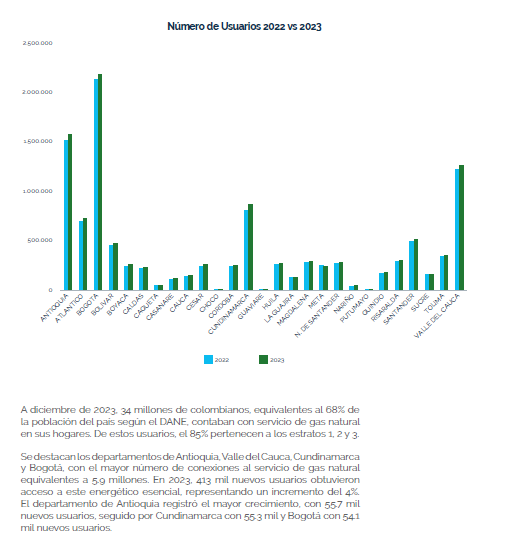 Número de Usuarios 2022 vs 2023
2.500.000
2.000.000
1.500.000
1.000.000
500.000
0
ANTIOQUIA
ATLANTICO
BOGOTA
BOLIVAR
BOYACA
CALDAS
CAQUETA
CASANARE
CAUCA
CESAR
CHOCO
CORDOBA
CUNDINAMARCA
GUAVIARE
HUILA
LA GUAJIRA
MAGDALENA
META
N. DE SANTANDER
NARIÑO
PUTUMAYO
QUINDIO
RISARALDA
SANTANDER
SUCRE
TOLIMA
VALLE DEL CAUCA
2022
2023
A diciembre de 2023, 34 millones de colombianos, equivalentes al 68% de
la población del país según el DANE, contaban con servicio de gas natural
en sus hogares. De estos usuarios, el 85% pertenecen a los estratos 1, 2 y 3.
Se destacan los departamentos de Antioquia, Valle del Cauca, Cundinamarca
y Bogotá, con el mayor número de conexiones al servicio de gas natural
equivalentes a 5.9 millones. En 2023, 413 mil nuevos usuarios obtuvieron
acceso a este energético esencial, representando un incremento del 4%.
El departamento de Antioquia registró el mayor crecimiento, con 55.7 mil
nuevos usuarios, seguido por Cundinamarca con 55.3 mil y Bogotá con 54.1
mil nuevos usuarios.